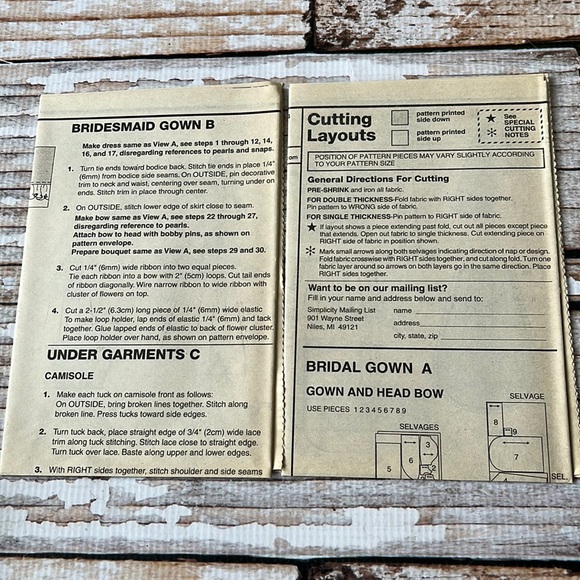 BRIDESMAID GOWN B
Make dress same as View A, see steps 1 through 12, 14,
16, and 17, disregarding references to pearls and snaps.
1. Turn tie ends toward bodice back. Stitch tie ends in place 1/4"
(6mm) from bodice side seams. On OUTSIDE, pin decorative
trim to neck and waist, centering over seam, turning under on
ends. Stitch trim in place through center.
2. On OUTSIDE, stitch lower edge of skirt close to seam.
Make bow same as View A, see steps 22 through 27,
disregarding reference to pearls.
Attach bow to head with bobby pins, as shown on
pattern envelope.
Prepare bouquet same as View A, see steps 29 and 30.
3. Cut 1/4" (6mm) wide ribbon into two equal pieces.
Tie each ribbon into a bow with 2" (5cm) loops. Cut tail ends
of ribbon diagonally. Wire narrow ribbon to wide ribbon with
cluster of flowers on top.
4. Cut a 2-1/2" (6.3cm) long piece of 1/4" (6mm) wide elastic
To make loop holder, lap ends of elastic 1/4" (6mm) and tack
together. Glue lapped ends of elastic to back of flower cluster.
Place loop holder over hand, as shown on pattern envelope.
UNDER GARMENTS C
CAMISOLE
1. Make each tuck on camisole front as follows:
On OUTSIDE, bring broken lines together. Stitch along
broken line. Press tucks toward side edges.
2. Turn tuck back, place straight edge of 3/4" (2cm) wide lace
trim along tuck stitching. Stitch lace close to straight edge.
Turn tuck over lace. Baste along upper and lower edges.
3. With RIGHT sides together, stitch shoulder and side seams
Cutting
Layouts
pattern printed
side down
pattern printed
side up
★ See
SPECIAL
CUTTING
NOTES
om
POSITION OF PATTERN PIECES MAY VARY SLIGHTLY ACCORDING
TO YOUR PATTERN SIZE
General Directions For Cutting
PRE-SHRINK and iron all fabric.
FOR DOUBLE THICKNESS-Fold fabric with RIGHT sides together.
Pin pattern to WRONG side of fabric.
FOR SINGLE THICKNESS-Pin pattern to RIGHT side of fabric.
★ If layout shows a piece extending past fold, cut out all pieces except piece
that extends. Open out fabric to single thickness. Cut extending piece on
RIGHT side of fabric in position shown.
Mark small arrows along both selvages indicating direction of nap or design.
Fold fabric crosswise with RIGHT sides together, and cut along fold. Turn one
fabric layer around so arrows on both layers go in the same direction. Place
RIGHT sides together.
Want to be on our mailing list?
Fill in your name and address below and send to:
Simplicity Mailing List
901 Wayne Street
Niles, MI 49121
name
address
city, state, zip
BRIDAL GOWN A
GOWN AND HEAD BOW
USE PIECES 1 2 3 4 5 6 7 8 9
SELVAGES
SELVAGE
5
6
3
2
8
9
7
SEL.